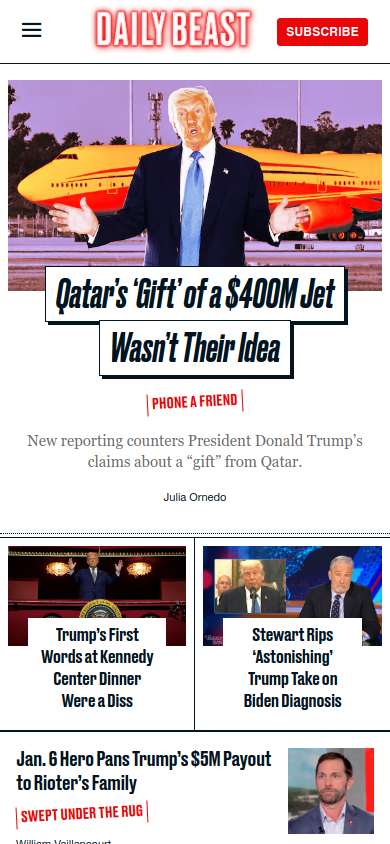 DAILY BEAST
SUBSCRIBE
Qatar’s ‘Gift’ of a $400M Jet
Wasn’t Their Idea
PHONE A FRIEND
New reporting counters President Donald Trump’s
claims about a “gift” from Qatar.
Julia Ornedo
Trump’s First
Words at Kennedy
Center Dinner
Were a Diss
Stewart Rips
‘Astonishing’
Trump Take on
Biden Diagnosis
Jan. 6 Hero Pans Trump’s $5M Payout
to Rioter’s Family
SWEPT UNDER THE RUG
William Vaillancourt